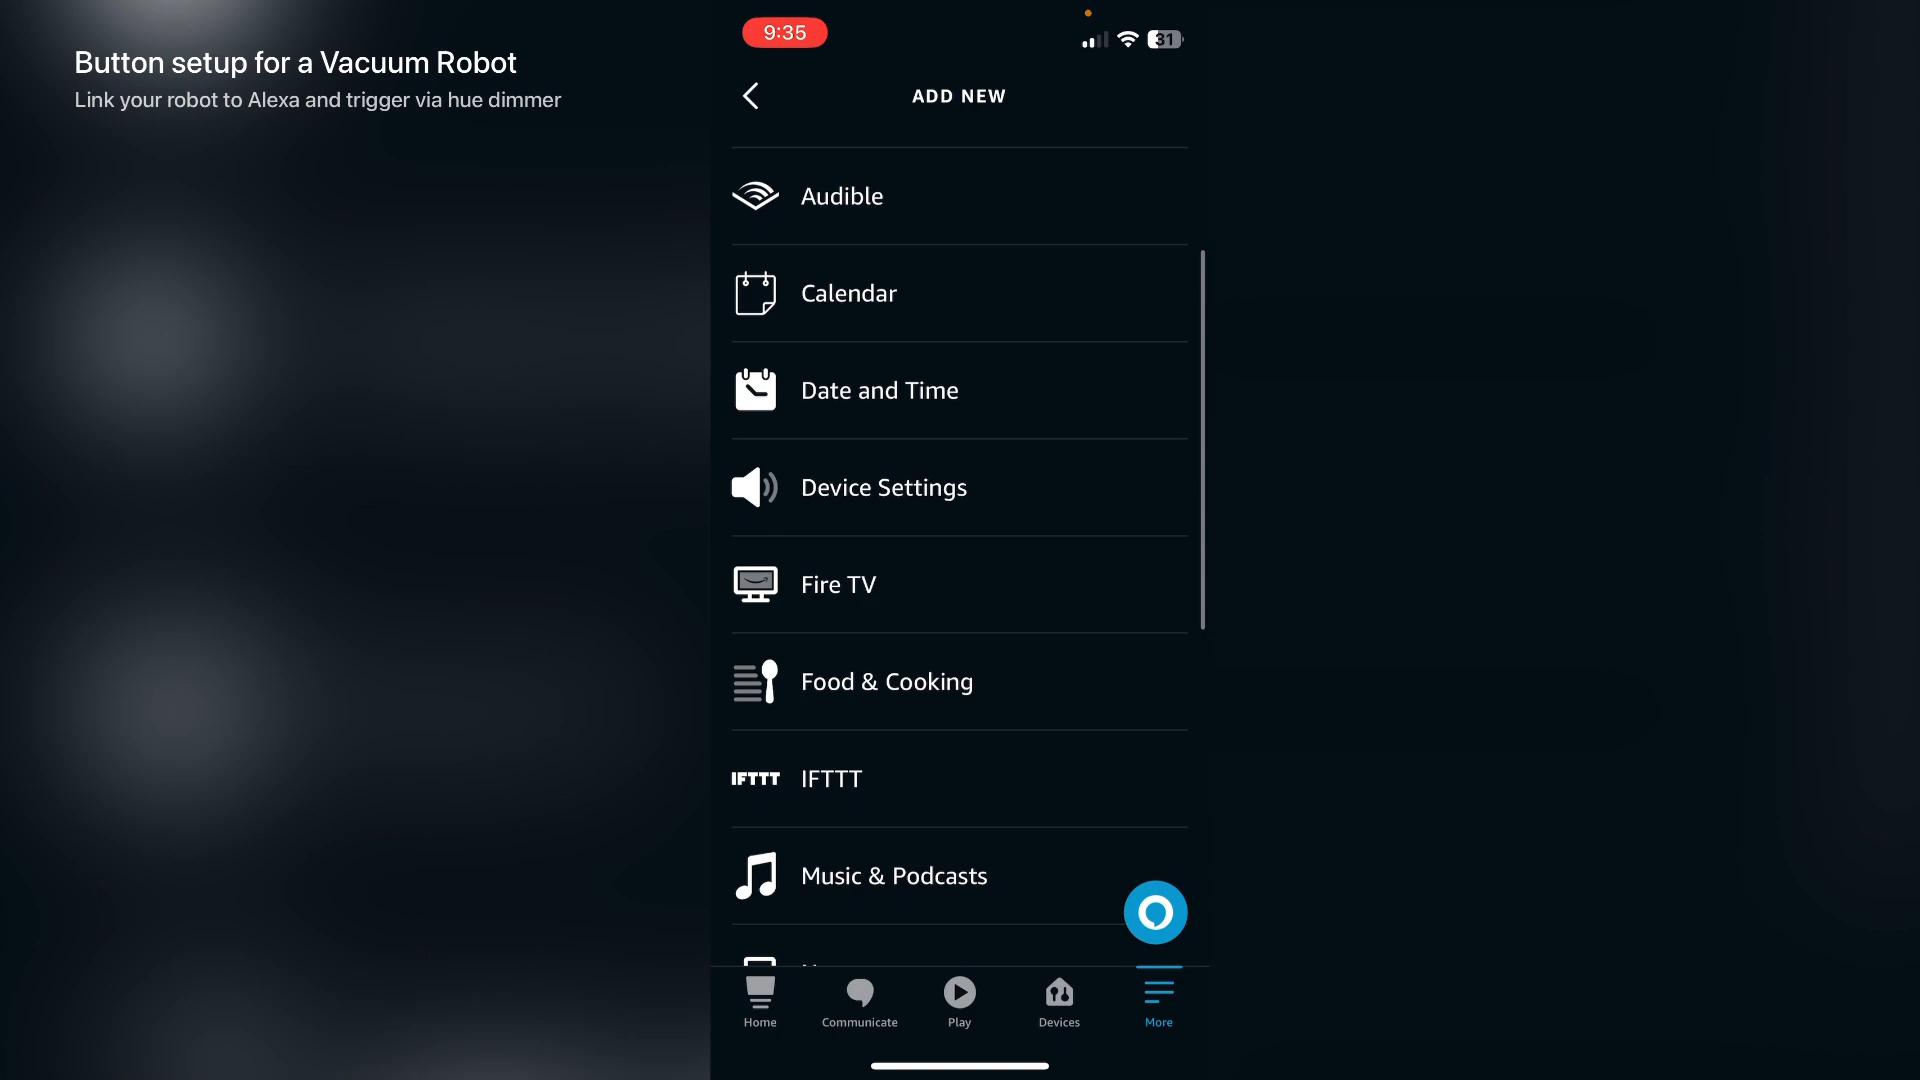 Button setup for a Vacuum Robot
Link your robot to Alexa and trigger via hue dimmer
9:35
31
ADD NEW
Audible
Calendar
Date and Time
Device Settings
Fire TV
Food & Cooking
IFTTT IFTTT
Music & Podcasts
Home Communicate Play Devices More